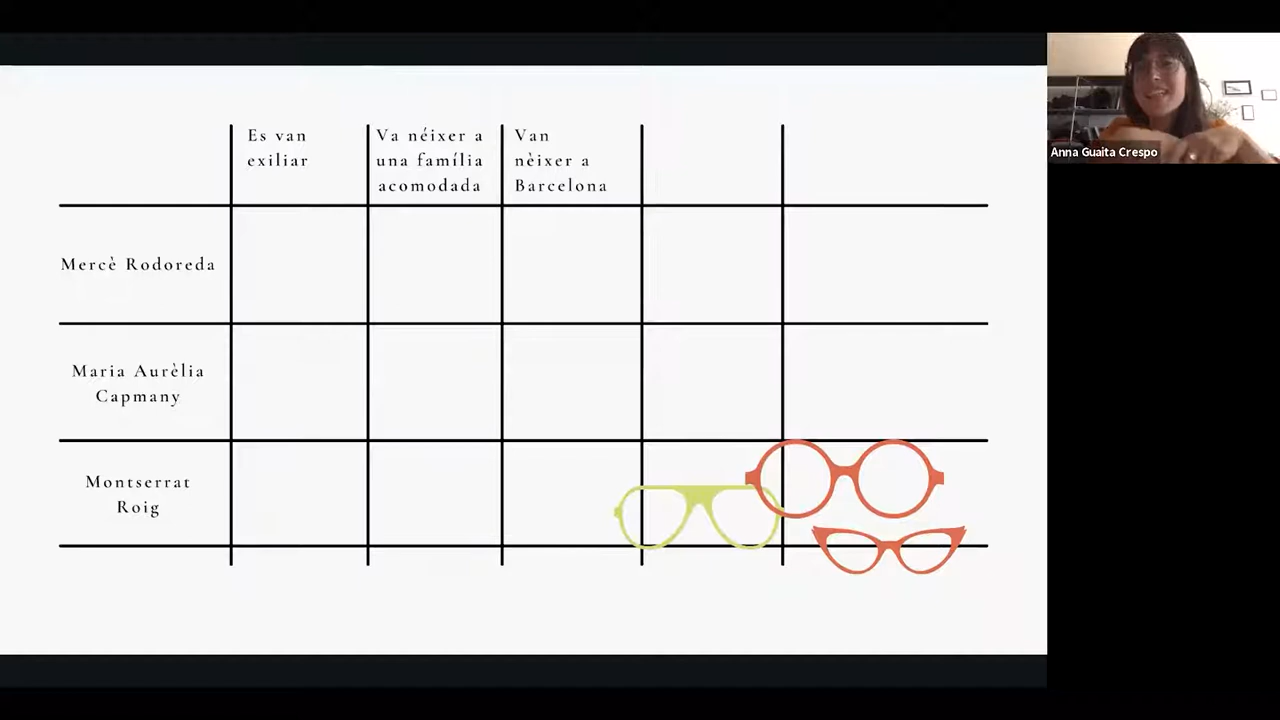 Es van
exiliar
Va néixer a
una família
acomodada
Van
nèixer a
Barcelona
Mercè Rodoreda
Maria Aurèlia
Capmany
Montserrat
Roig
Anna Guaita Crespo